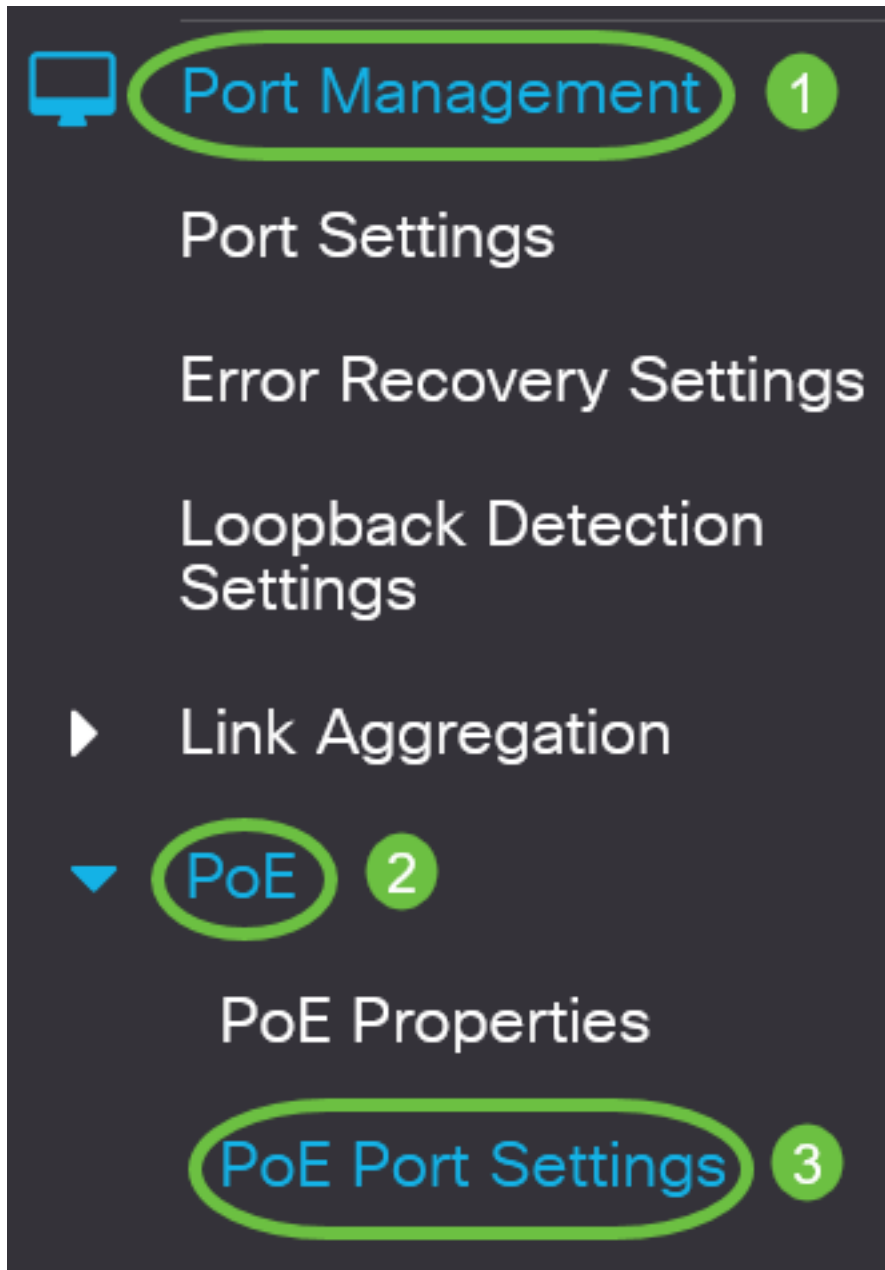 Port Management 1
Port Settings
Error Recovery Settings
Loopback Detection
Settings
Link Aggregation
PoE 2
PoE Properties
PoE Port Settings 3